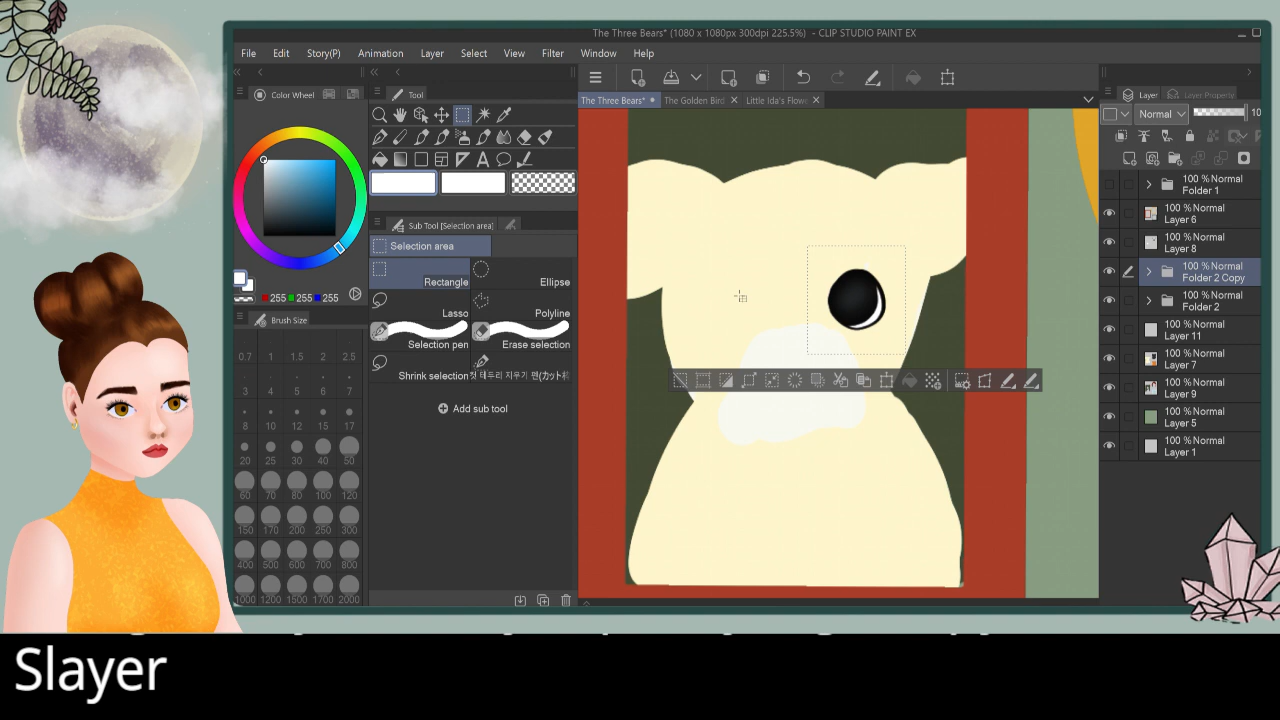 The Three Bears* (1080 x 1080px 300dpi 225.5%) - CLIP STUDIO PAINT EX
File Edit Story(P) Animation Layer Select View Filter Window Help
Color Wheel
Tool
The Three Bears*
The Golden Bird
Little Ida's Flow
Layer
Layer Property
Normal
10
Sub Tool [Selection area]
Selection area
Rectangle
Ellipse
Lasso
Polyline
Selection pen
Erase selection
Shrink selection
Add sub tool
255 255 255
Brush Size
0.7 1 1.5 2 2.5
3 4 5 6 7
8 10 12 15 17
20 25 30 40 50
60 70 80 100 120
150 170 200 250 300
400 500 600 700 800
1000 1200 1500 1700 2000
100 % Normal
Folder 1
100 % Normal
Layer 6
100 % Normal
Layer 8
100 % Normal
Folder 2 Copy
100 % Normal
Folder 2
100 % Normal
Layer 11
100 % Normal
Layer 7
100 % Normal
Layer 9
100 % Normal
Layer 5
100 % Normal
Layer 1
Slayer